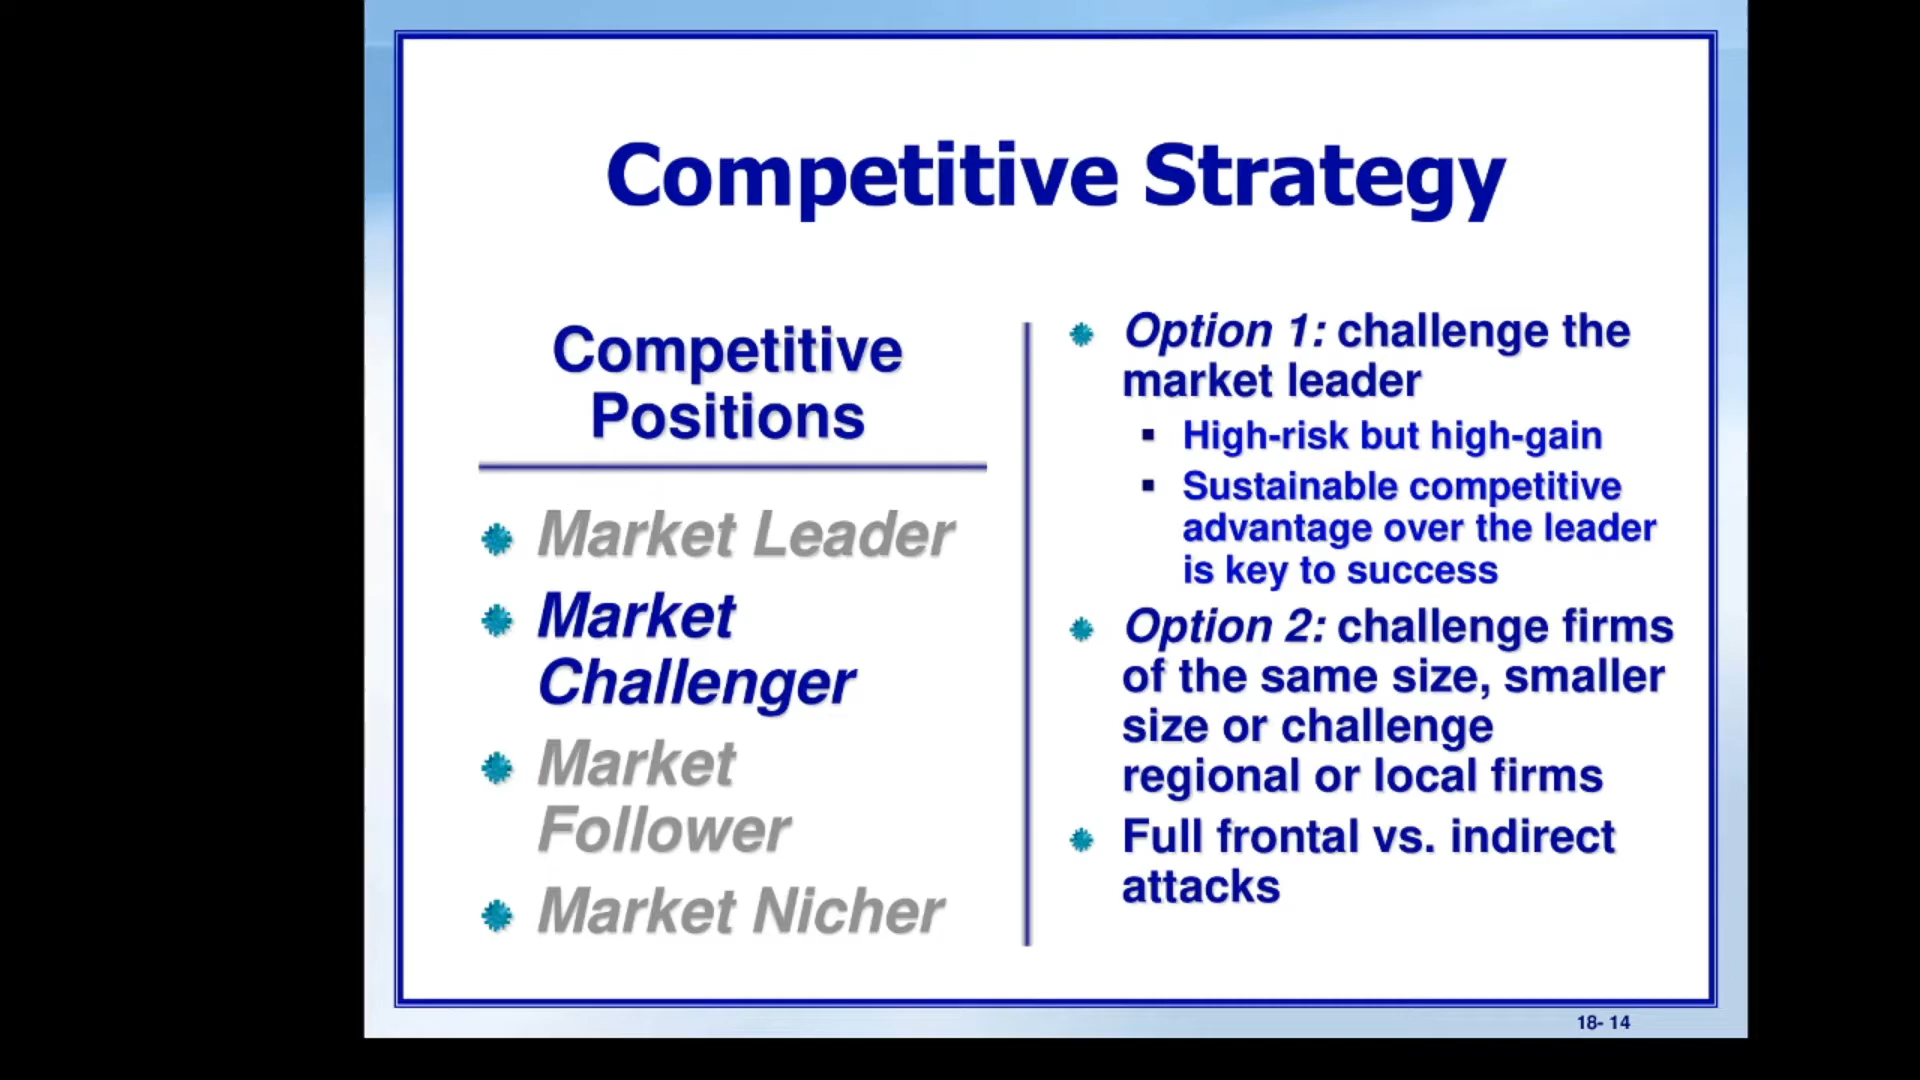 Competitive Strategy
Competitive
Positions
Market Leader
Market
Challenger
Market
Follower
Market Nicher
Option 1: challenge the
market leader
High-risk but high-gain
Sustainable competitive
advantage over the leader
is key to success
Option 2: challenge firms
of the same size, smaller
size or challenge
regional or local firms
Full frontal vs. indirect
attacks
18- 14